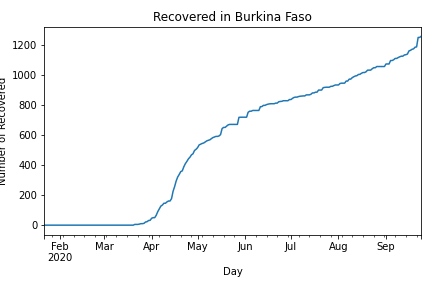 Recovered in Burkina Faso
Number of Recovered
1200
1000
800
600
400
200
0
Feb Mar Apr May Jun Jul Aug Sep
2020
Day